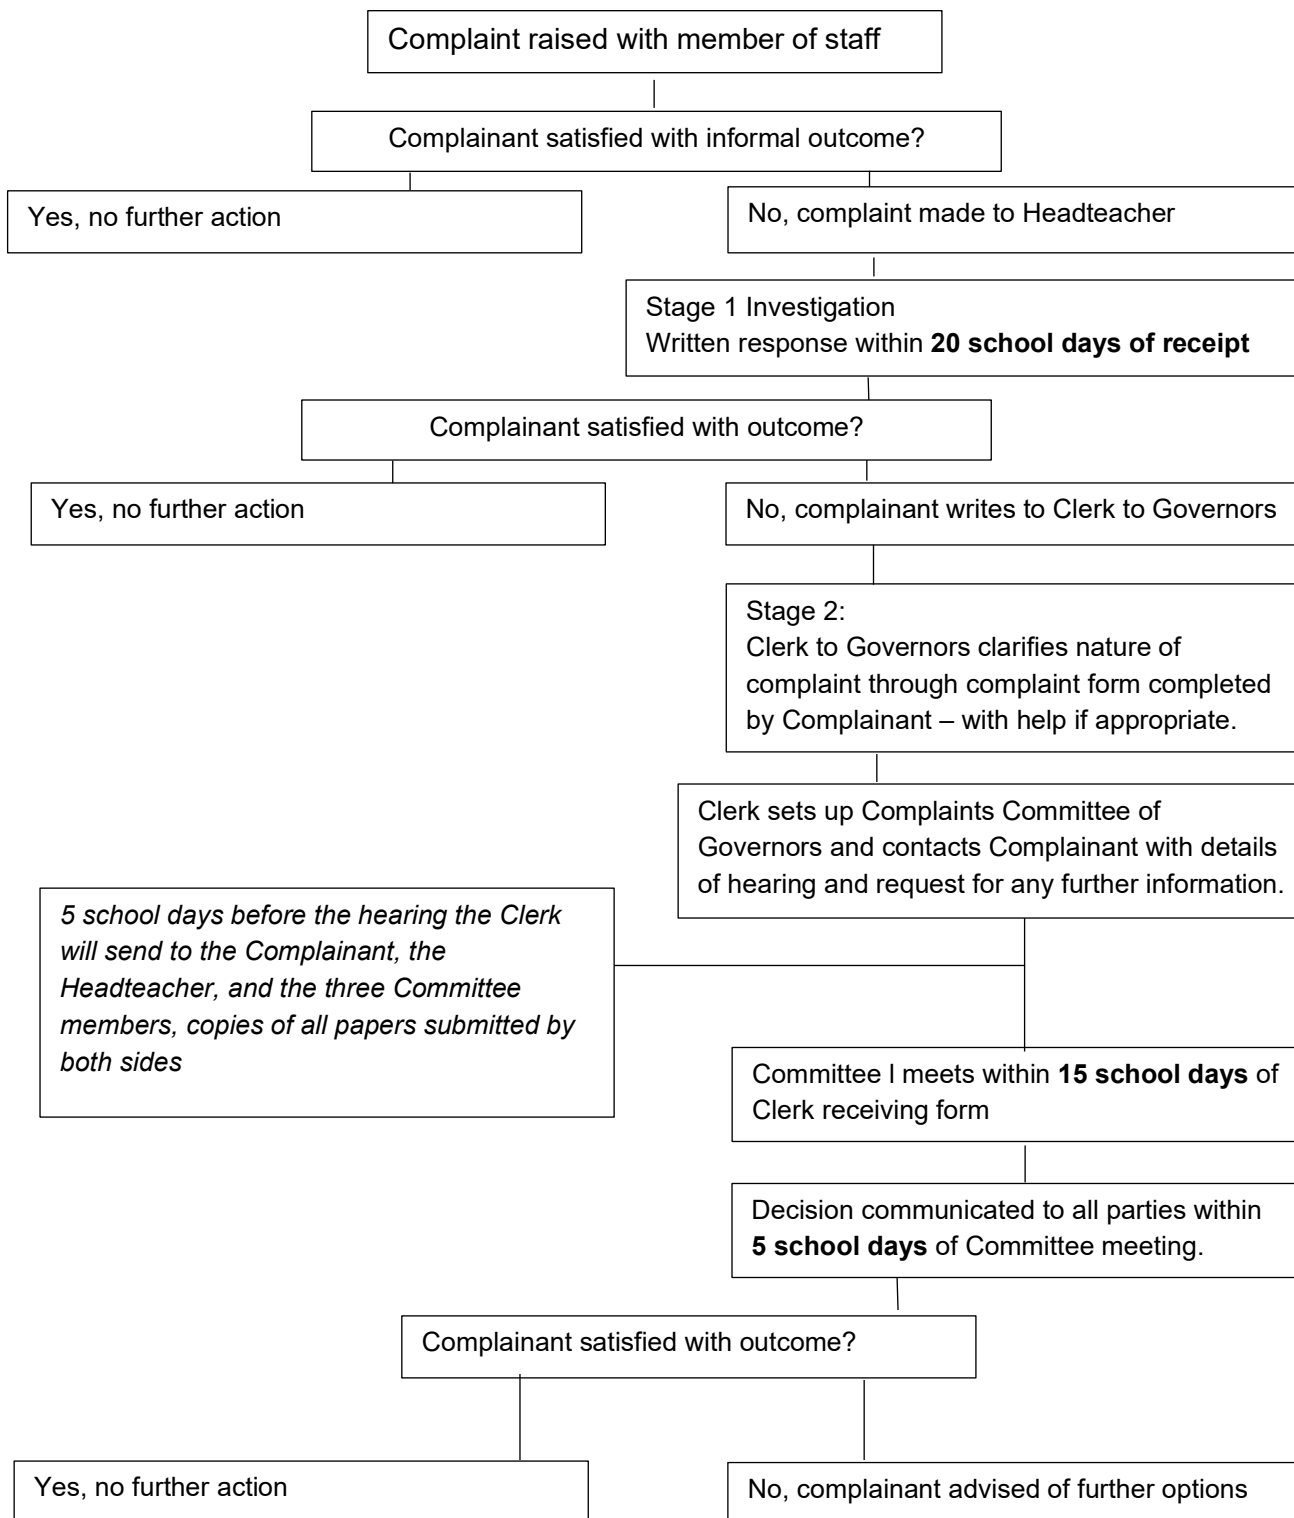 Complaint raised with member of staff
Complainant satisfied with informal outcome?
Yes, no further action
No, complaint made to Headteacher
Stage 1 Investigation
Written response within 20 school days of receipt
Complainant satisfied with outcome?
Yes, no further action
No, complainant writes to Clerk to Governors
Stage 2:
Clerk to Governors clarifies nature of
complaint through complaint form completed
by Complainant – with help if appropriate.
Clerk sets up Complaints Committee of
Governors and contacts Complainant with details
of hearing and request for any further information.
5 school days before the hearing the Clerk
will send to the Complainant, the
Headteacher, and the three Committee
members, copies of all papers submitted by
both sides
Committee l meets within 15 school days of
Clerk receiving form
Decision communicated to all parties within
5 school days of Committee meeting.
Complainant satisfied with outcome?
Yes, no further action
No, complainant advised of further options